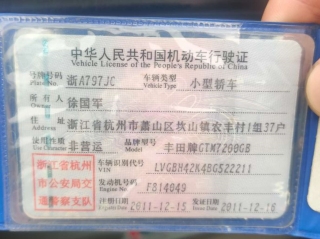 中华人民共和国机动车行驶证
Vehicle License of the People's Republic of China
号牌号码 浙A797JC 车辆类型 小型轿车
Plate No. Vehicle Type
所有人 徐国军
Owner
住址 浙江省杭州市萧山区坎山镇农丰村1组37户
Address
使用性质 非营运 品牌型号 丰田牌GTM7200GB
Use Character Model
浙江省杭州市公安局交通警察支队
车辆识别代号 LVGBH42K48G522211
VIN
发动机号码 F814049
Engine No.
注册日期 2011-12-15 发证日期 2011-12-16
Register Date Issue Date